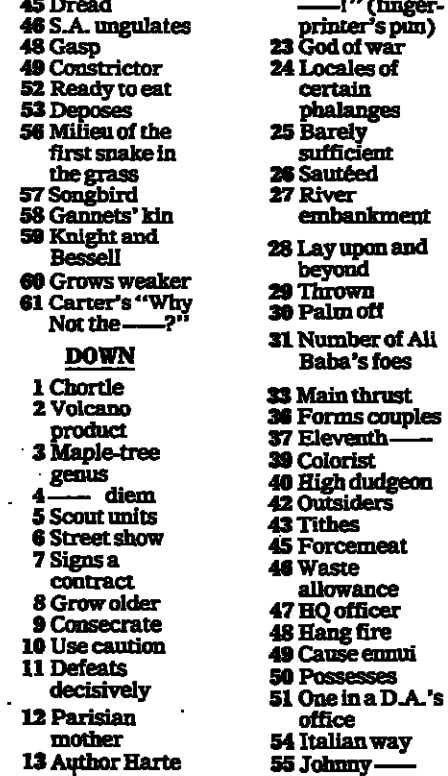 45 Dread
46 S.A. ungulates
48 Gasp
49 Constrictor
52 Ready to eat
53 Deposes
56 Milieu of the
first snake in
the grass
57 Songbird
58 Gannets' kin
59 Knight and
Bessell
60 Grows weaker
61 Carter's "Why
Not the——?"
DOWN
1 Chortle
2 Volcano
product
3 Maple-tree
genus
4 —— diem
5 Scout units
6 Street show
7 Signs a
contract
8 Grow older
9 Consecrate
10 Use caution
11 Defeats
decisively
12 Parisian
mother
13 Author Harte
——!" (finger-
printer's pun)
23 God of war
24 Locales of
certain
phalanges
25 Barely
sufficient
26 Sautéed
27 River
embankment
28 Lay upon and
beyond
29 Thrown
30 Palm off
31 Number of Ali
Baba's foes
33 Main thrust
36 Forms couples
37 Eleventh——
39 Colorist
40 High dudgeon
42 Outsiders
43 Tithes
45 Forcemeat
46 Waste
allowance
47 HQ officer
48 Hang fire
49 Cause ennui
50 Possesses
51 One in a D.A.'s
office
54 Italian way
55 Johnny——